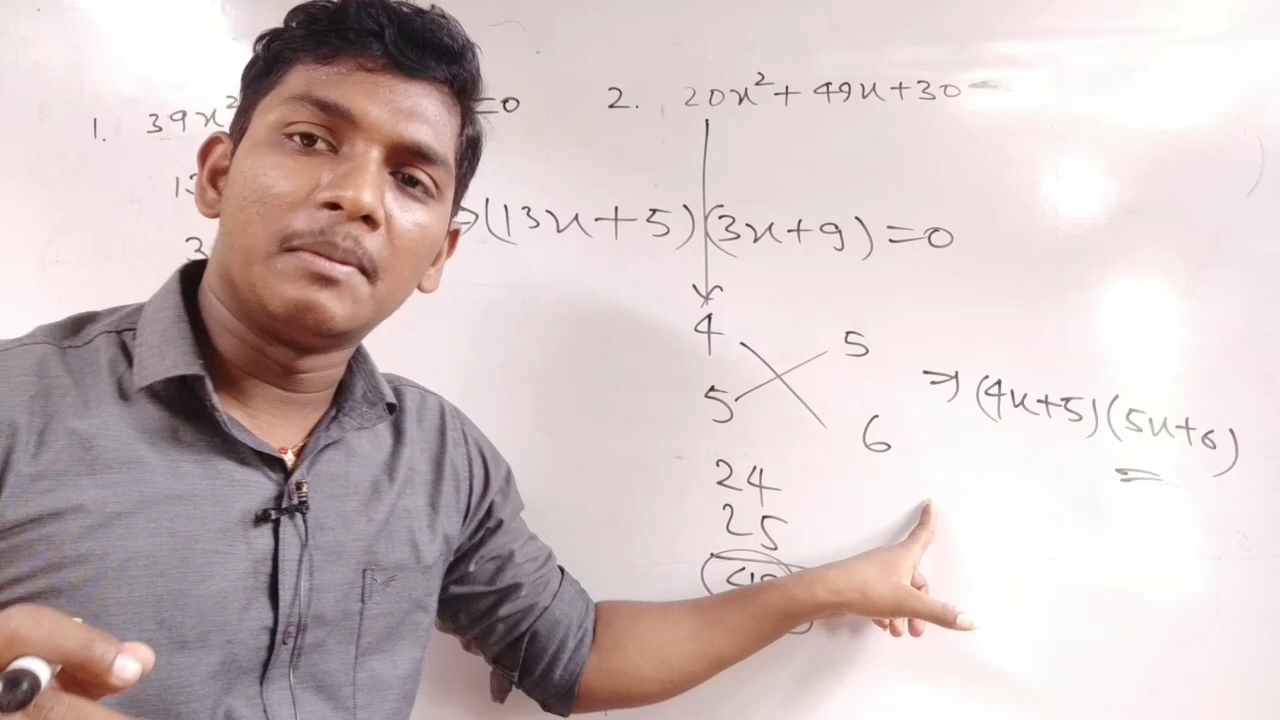 1. 39x²
=0
2. 20x² + 49x+30
⇒(13x+5)(3x+9)=0
3
4 5
5 6
⇒(4x+5)(5x+6)
24
25